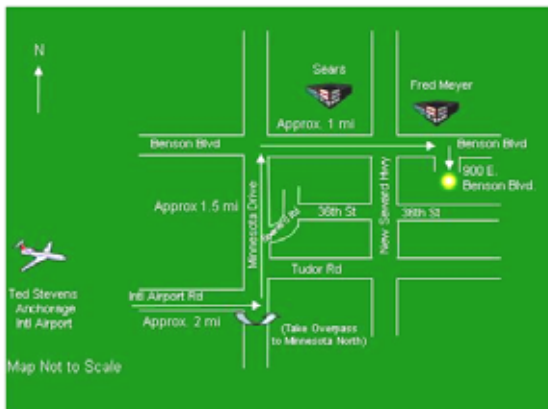 N
Sears
Fred Meyer
Approx. 1 mi
Benson Blvd
Benson Blvd
900 E.
Benson Blvd.
Minnesota Drive
New Seward Hwy
Approx 1.5 mi
Spenard Rd
36th St
36th St
Tudor Rd
Ted Stevens
Anchorage
Intl Airport
Intl Airport Rd
Approx. 2 mi
(Take Overpass
to Minnesota North)
Map Not to Scale